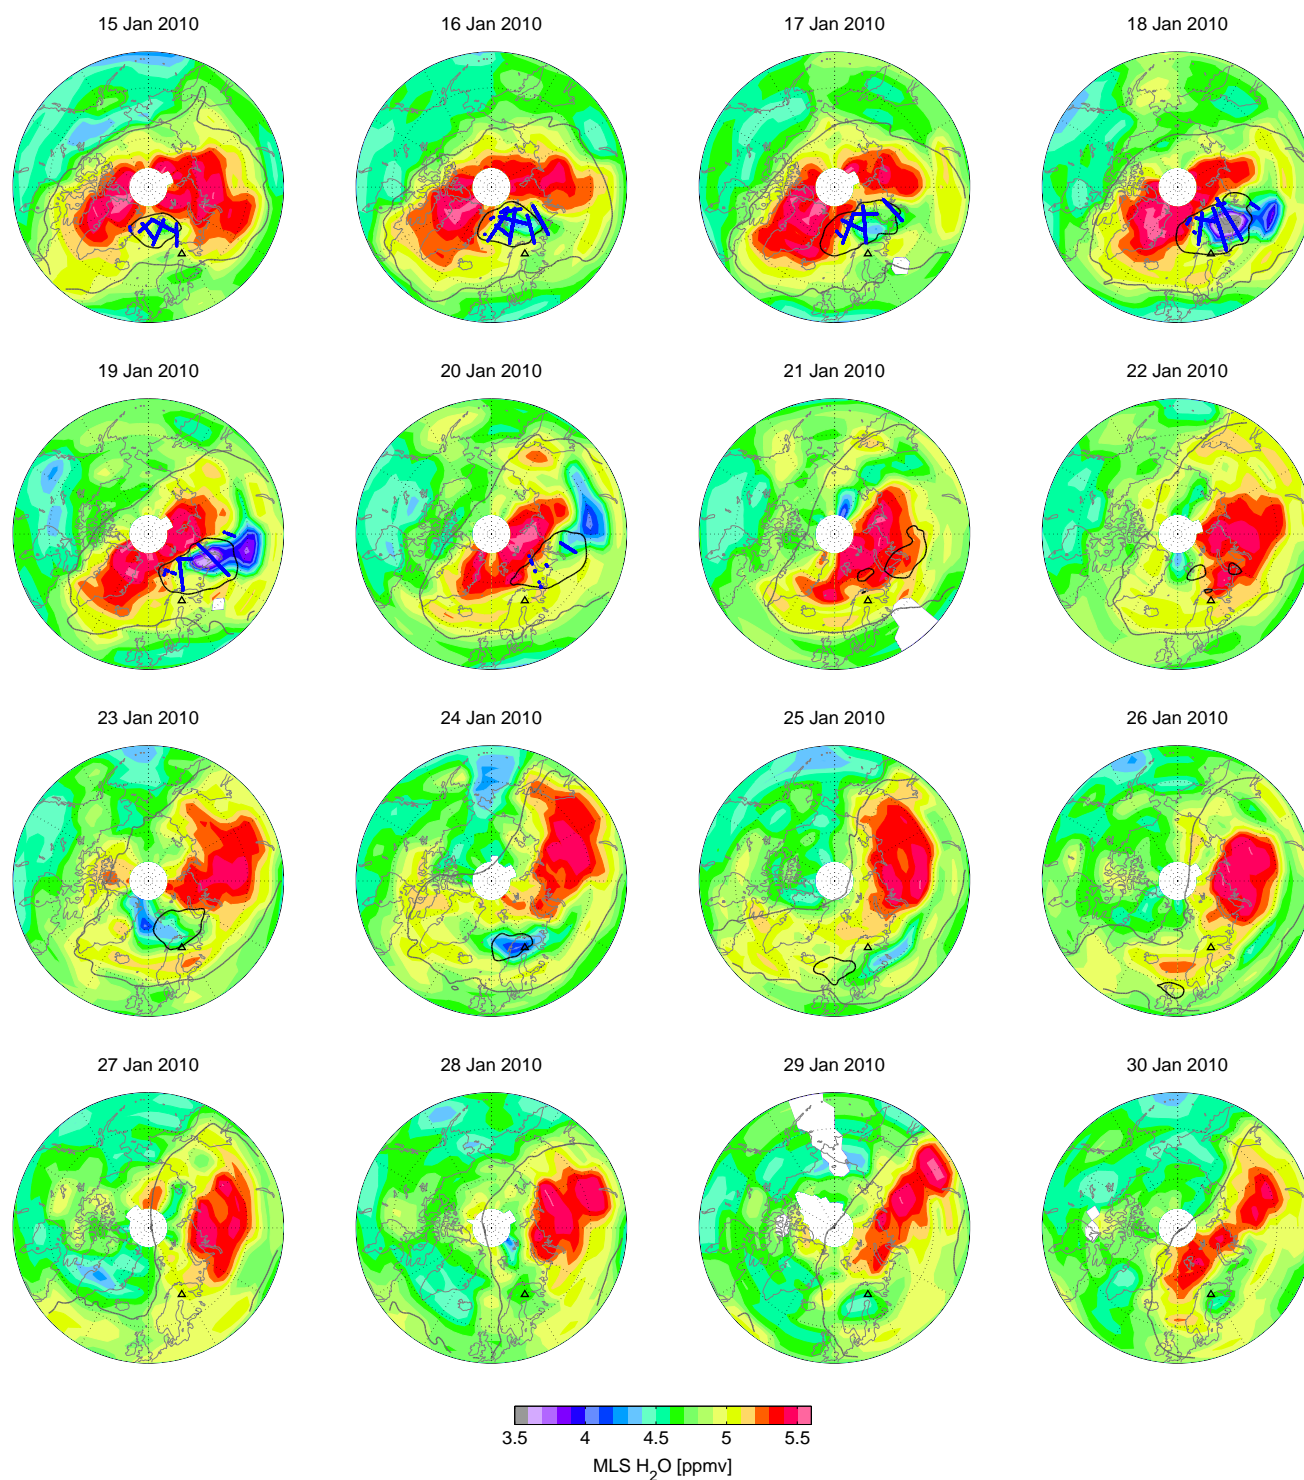 15 Jan 2010
16 Jan 2010
17 Jan 2010
18 Jan 2010
19 Jan 2010
20 Jan 2010
21 Jan 2010
22 Jan 2010
23 Jan 2010
24 Jan 2010
25 Jan 2010
26 Jan 2010
27 Jan 2010
28 Jan 2010
29 Jan 2010
30 Jan 2010
3.5 4 4.5 5 5.5
MLS H₂O [ppmv]